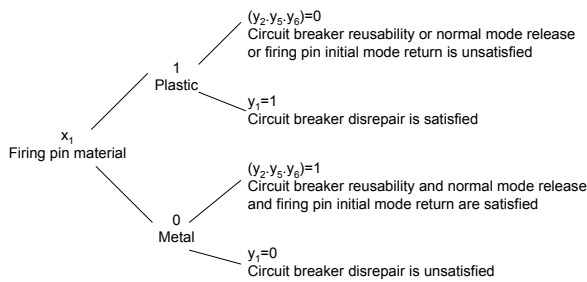 (y₂.y₅.y₆)=0
Circuit breaker reusability or normal mode release
or firing pin initial mode return is unsatisfied
1
Plastic
y₁=1
Circuit breaker disrepair is satisfied
x₁
Firing pin material
(y₂.y₅.y₆)=1
Circuit breaker reusability and normal mode release
and firing pin initial mode return are satisfied
0
Metal
y₁=0
Circuit breaker disrepair is unsatisfied